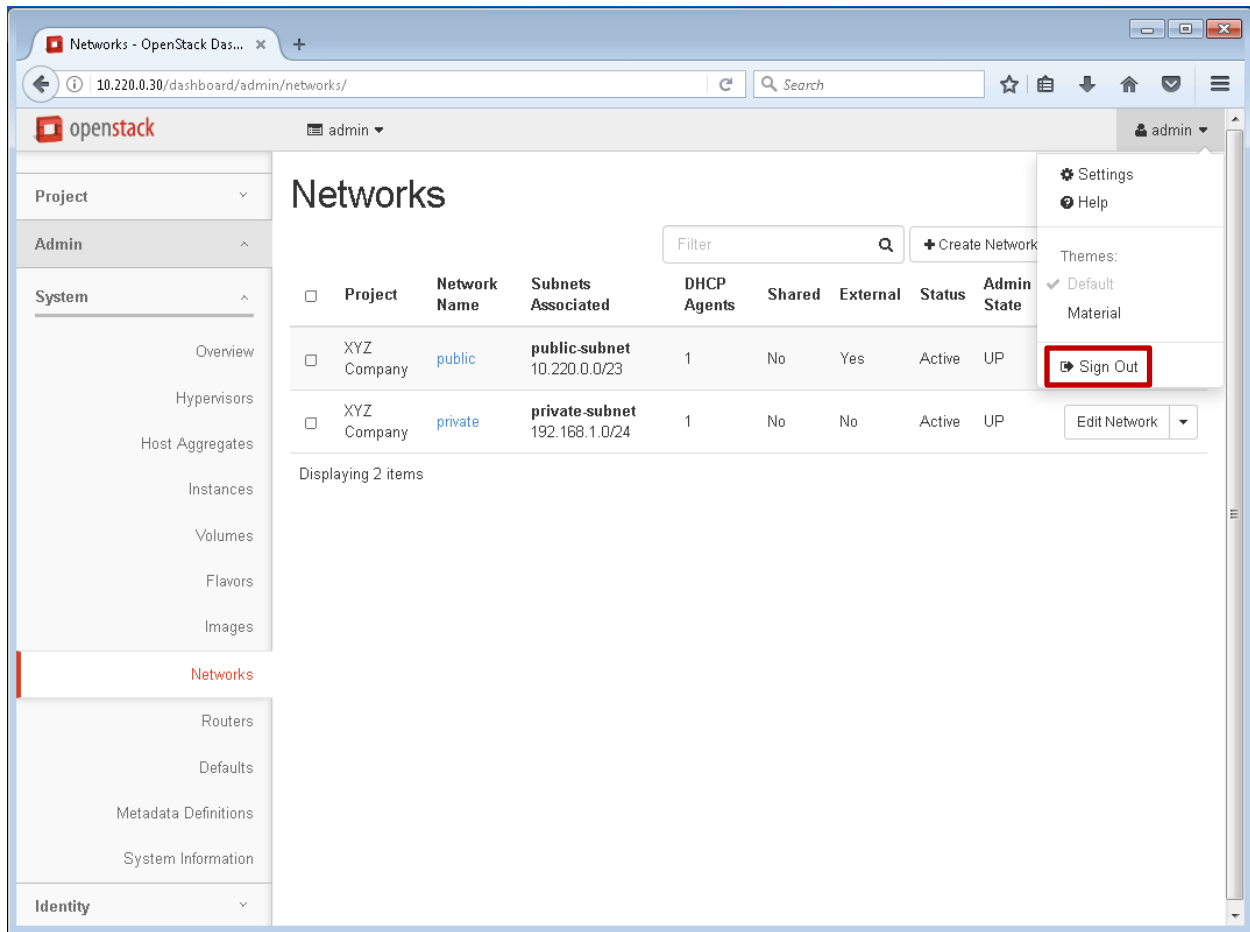 Networks - OpenStack Das...
10.220.0.30/dashboard/admin/networks/
Search
openstack
admin
admin
Settings
Help
Themes:
Default
Material
Sign Out
Project
Admin
System
Overview
Hypervisors
Host Aggregates
Instances
Volumes
Flavors
Images
Networks
Routers
Defaults
Metadata Definitions
System Information
Identity
Networks
Filter
Create Network
Project Network Name Subnets Associated DHCP Agents Shared External Status Admin State
XYZ Company public public-subnet 10.220.0.0/23 1 No Yes Active UP
XYZ Company private private-subnet 192.168.1.0/24 1 No No Active UP Edit Network
Displaying 2 items